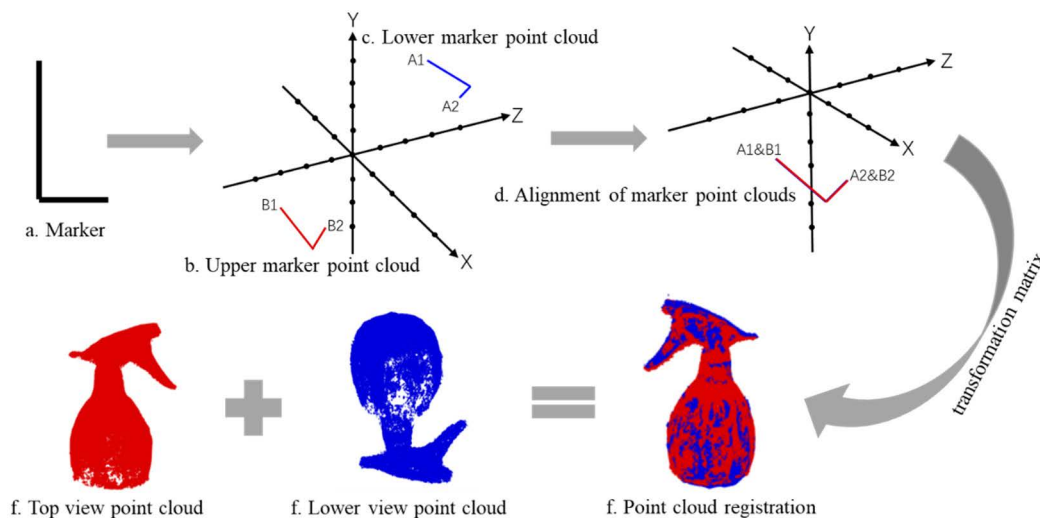 Y
c. Lower marker point cloud
A1
A2
Z
X
B1
B2
a. Marker
b. Upper marker point cloud
Y
Z
X
A1&B1
A2&B2
d. Alignment of marker point clouds
transformation matrix
f. Top view point cloud
f. Lower view point cloud
f. Point cloud registration